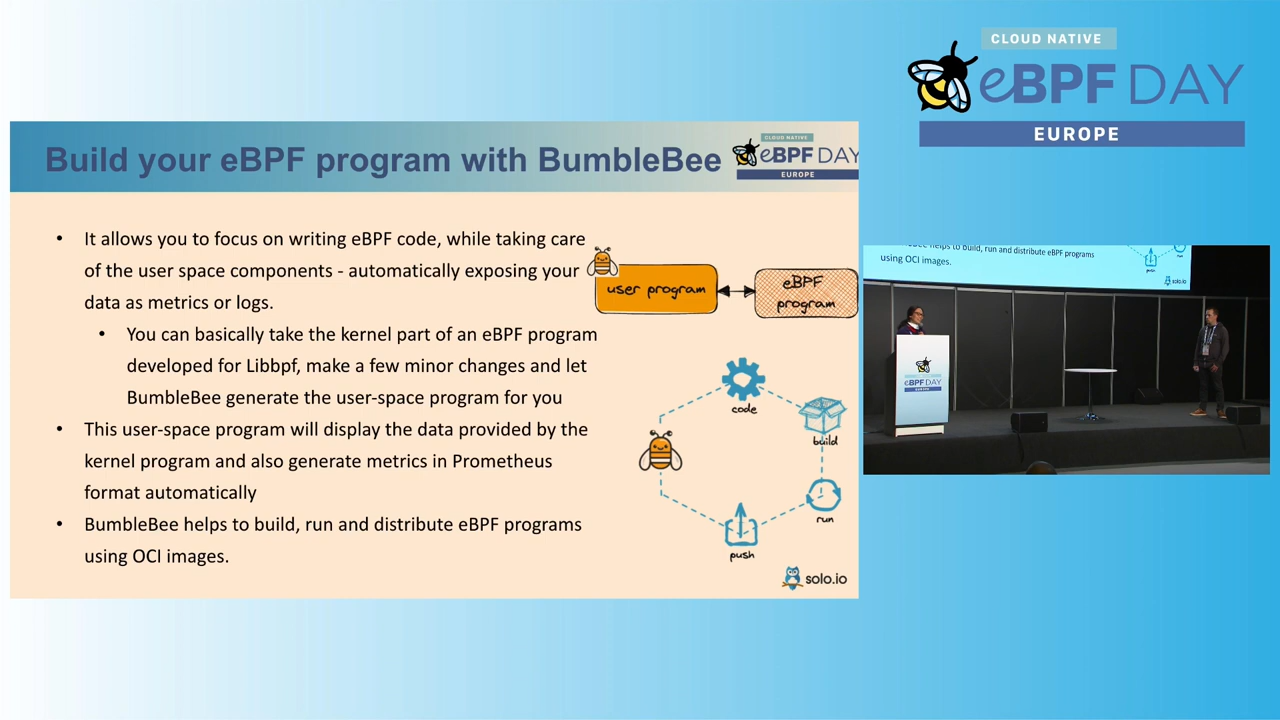 CLOUD NATIVE
eBPF DAY
EUROPE
Build your eBPF program with BumbleBee
CLOUD NATIVE
eBPF DAY
EUROPE
• It allows you to focus on writing eBPF code, while taking care
of the user space components - automatically exposing your
data as metrics or logs.
• You can basically take the kernel part of an eBPF program
developed for Libbpf, make a few minor changes and let
BumbleBee generate the user-space program for you
• This user-space program will display the data provided by the
kernel program and also generate metrics in Prometheus
format automatically
• BumbleBee helps to build, run and distribute eBPF programs
using OCI images.
user program
eBPF
program
code
build
run
push
solo.io
helps to build, run and distribute eBPF programs
using OCI images.
solo.io
eBPF DAY